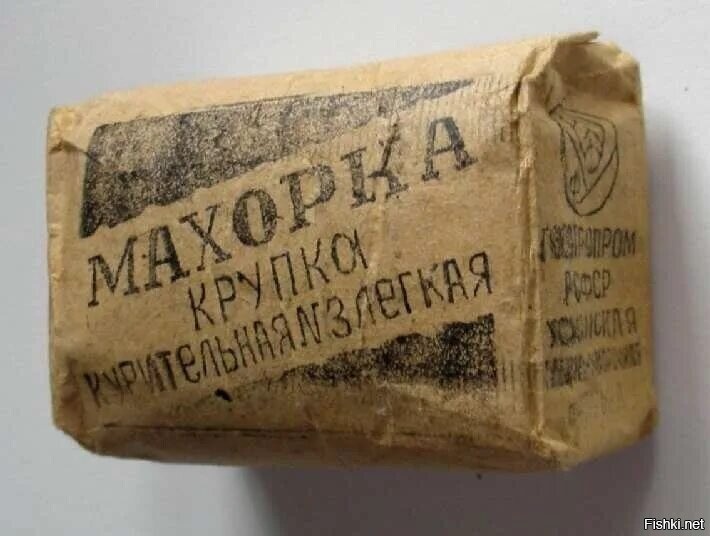 МАХОРКА
КРУПКА
КУРИТЕЛЬНАЯ №3 ЛЕГКАЯ
РСФСР
Fishki.net